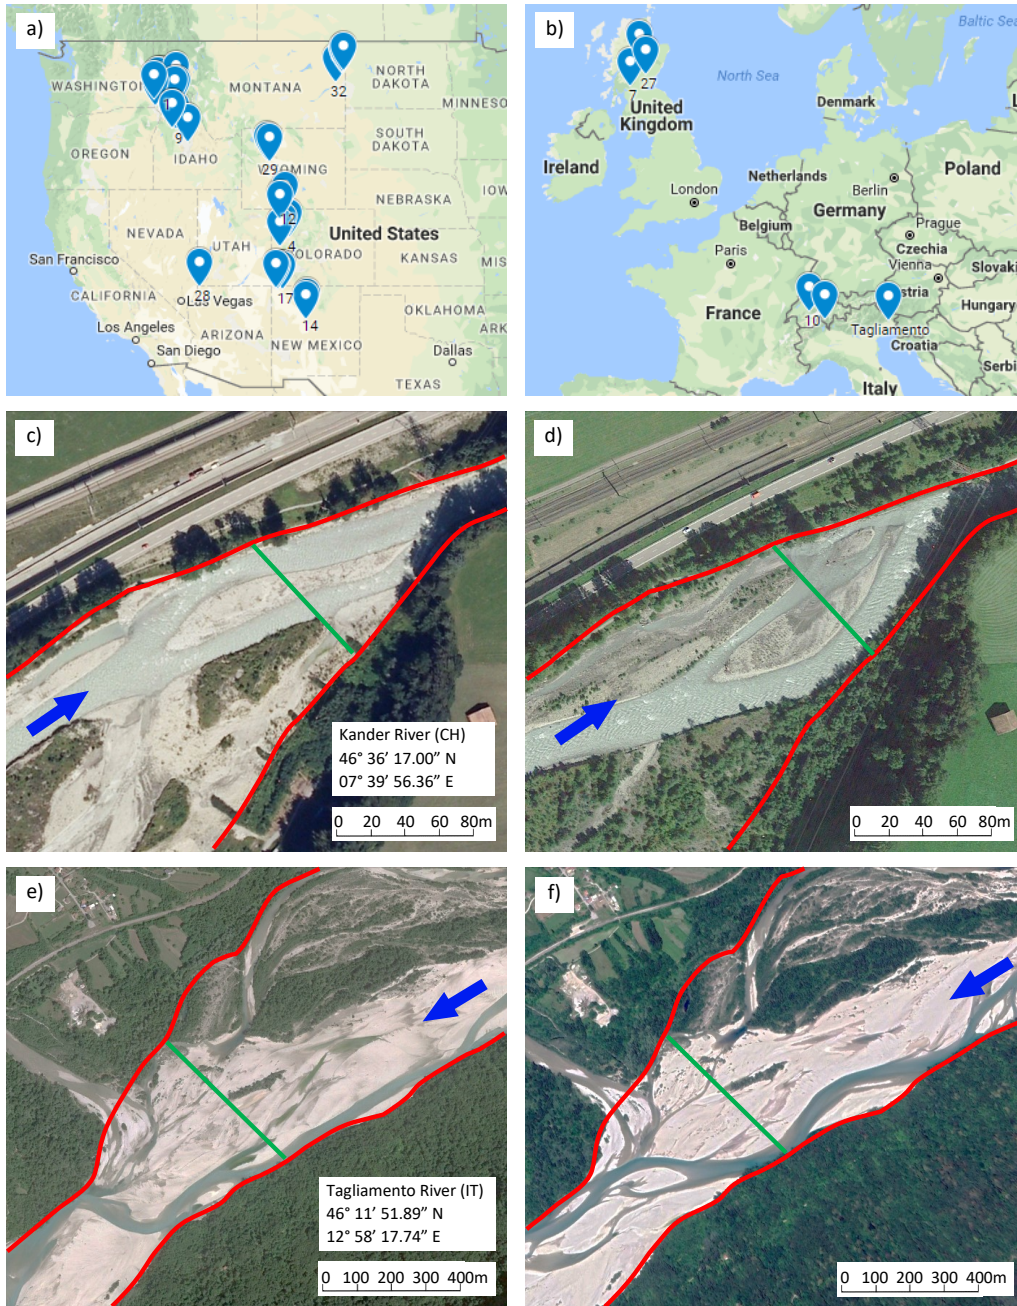 a)
WASHINGTON
MONTANA
NORTH
DAKOTA
32
MINNESO
1
9
OREGON
IDAHO
SOUTH
DAKOTA
29
OMING
NEBRASKA
IOW
12
NEVADA
UTAH
4
OLORADO
United States
KANSAS
MIS
San Francisco
CALIFORNIA
28
Las Vegas
17
14
OKLAHOMA
ARK
Los Angeles
ARIZONA
NEW MEXICO
San Diego
Dallas
TEXAS
b)
Baltic Sea
North Sea
27
7
United
Kingdom
Denmark
L
Ireland
Netherlands
Poland
London
Berlin
Belgium
Germany
Prague
Paris
Czechia
Vienna
Slovaki
France
10
stria
Hungary
Tagliamento
Croatia
Serbi
Italy
c)
Kander River (CH)
46° 36’ 17.00” N
07° 39’ 56.36” E
0 20 40 60 80m
d)
0 20 40 60 80m
e)
Tagliamento River (IT)
46° 11’ 51.89” N
12° 58’ 17.74” E
0 100 200 300 400m
f)
0 100 200 300 400m